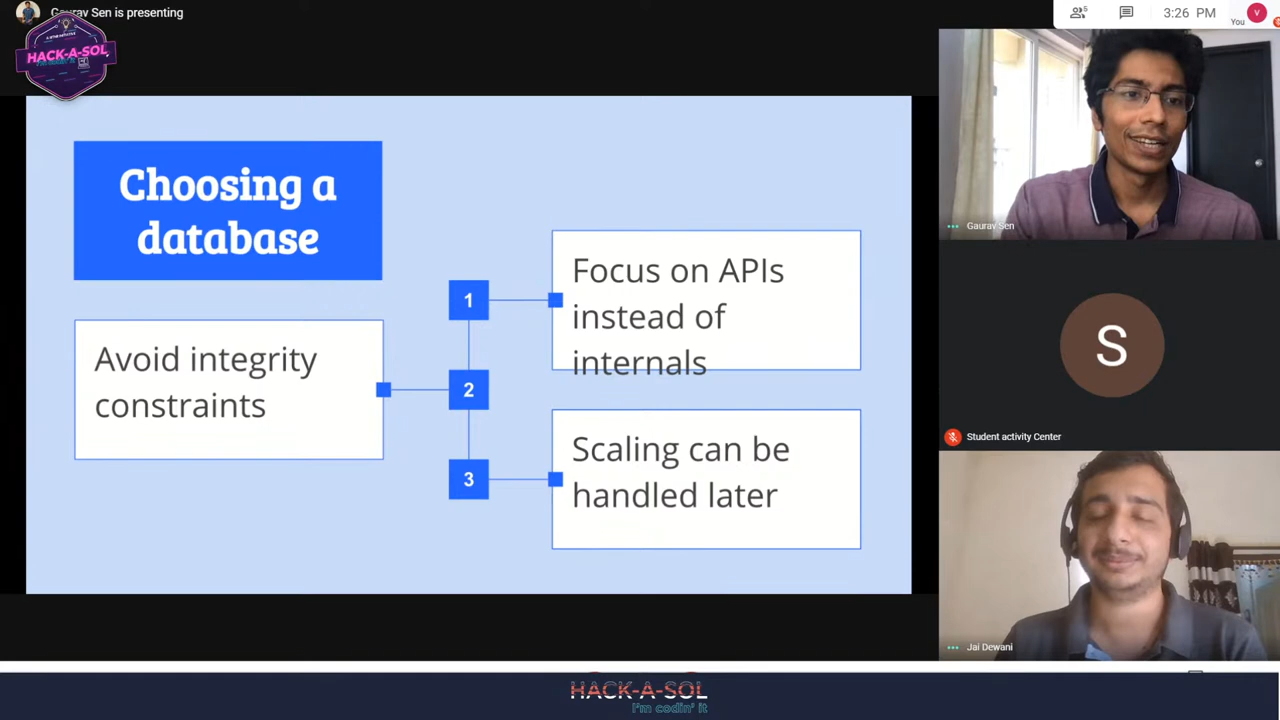 Gaurav Sen is presenting
5
3:26 PM
V
You
HACK-A-SOL
Choosing a
database
1
Focus on APIs
instead of
internals
Avoid integrity
constraints
2
3
Scaling can be
handled later
Gaurav Sen
S
Student activity Center
Jai Dewani
HACK-A-SOL
I'm codin' it